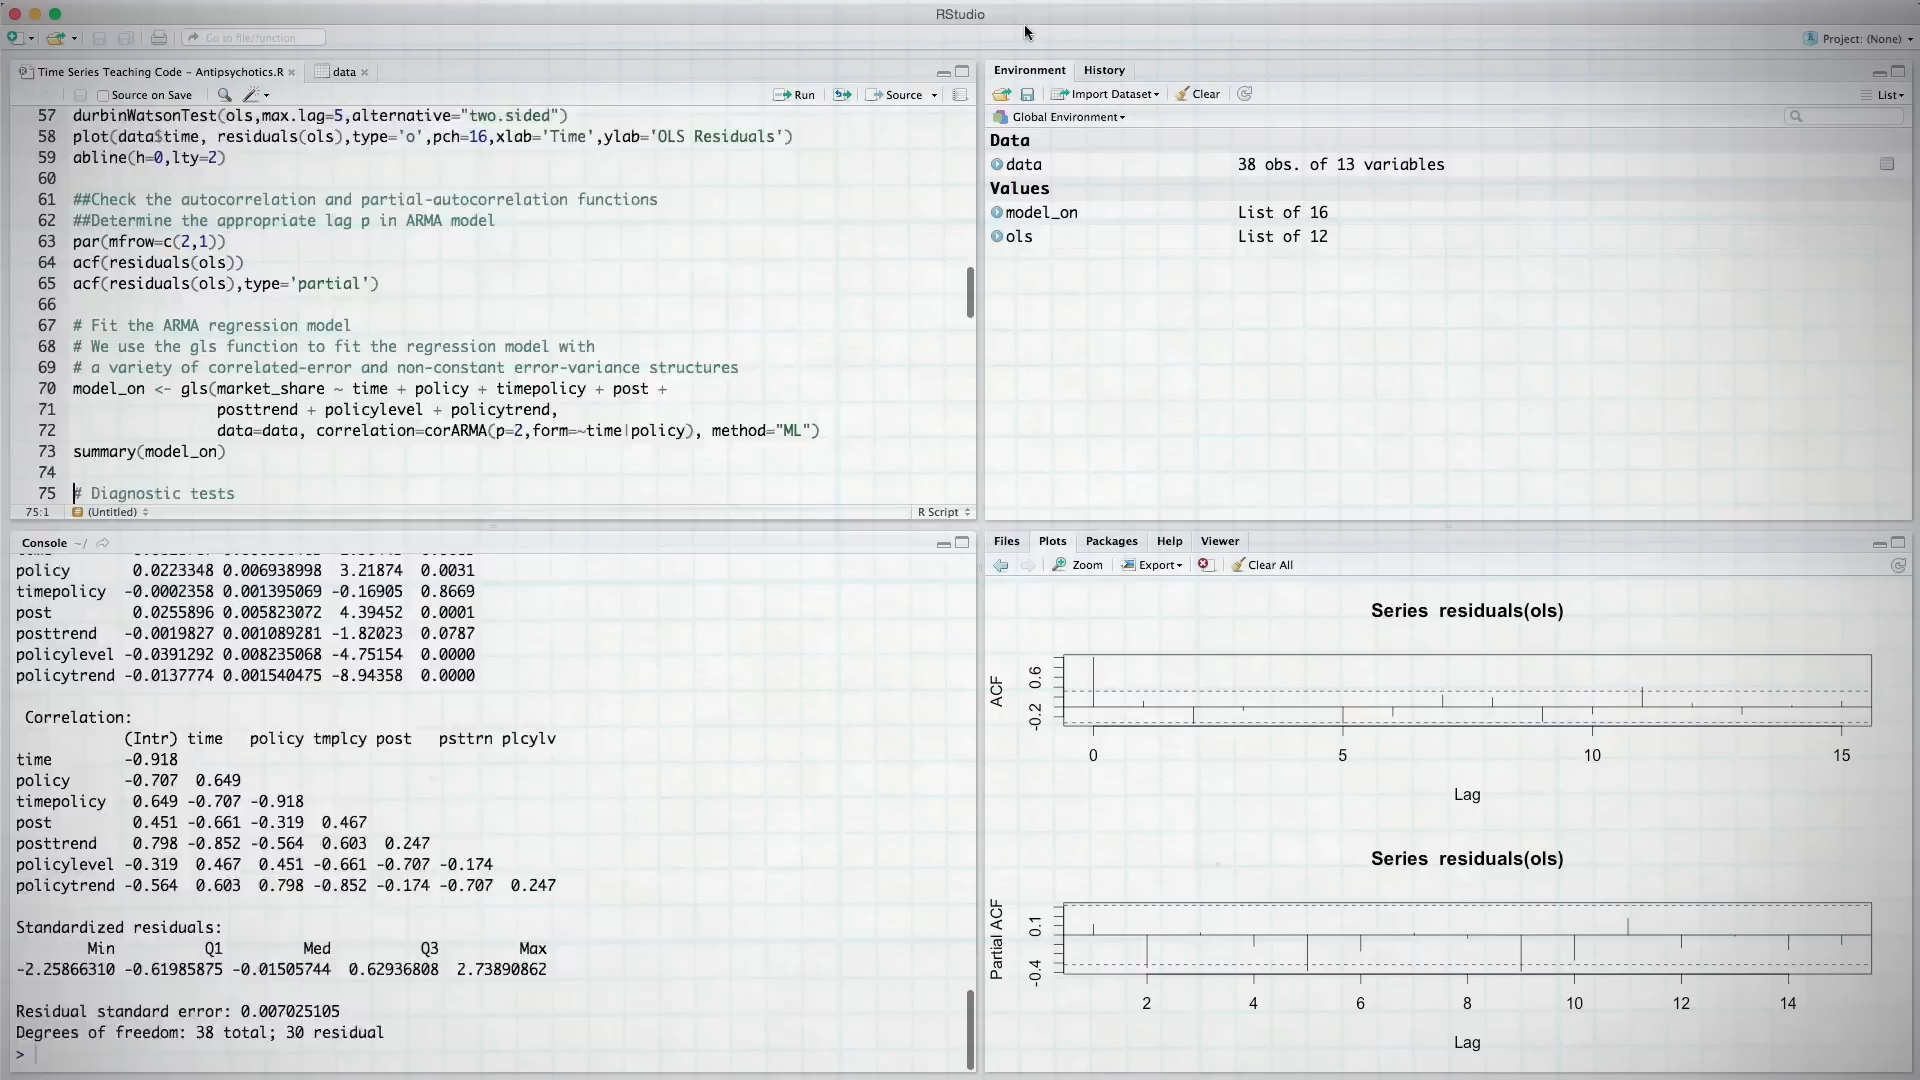 RStudio
Go to file/function
Project: (None)
Time Series Teaching Code - Antipsychotics.R
data
Source on Save
Run
Source
57 durbinWatsonTest(ols,max.lag=5,alternative="two.sided")
58 plot(data$time, residuals(ols),type='o',pch=16,xlab='Time',ylab='OLS Residuals')
59 abline(h=0,lty=2)
60
61 ##Check the autocorrelation and partial-autocorrelation functions
62 ##Determine the appropriate lag p in ARMA model
63 par(mfrow=c(2,1))
64 acf(residuals(ols))
65 acf(residuals(ols),type='partial')
66
67 # Fit the ARMA regression model
68 # We use the gls function to fit the regression model with
69 # a variety of correlated-error and non-constant error-variance structures
70 model_on <- gls(market_share ~ time + policy + timepolicy + post +
71 posttrend + policylevel + policytrend,
72 data=data, correlation=corARMA(p=2,form=~time|policy), method="ML")
73 summary(model_on)
74
75 # Diagnostic tests
75:1 (Untitled) R Script
Console ~/
policy 0.0223348 0.006938998 3.21874 0.0031
timepolicy -0.0002358 0.001395069 -0.16905 0.8669
post 0.0255896 0.005823072 4.39452 0.0001
posttrend -0.0019827 0.001089281 -1.82023 0.0787
policylevel -0.0391292 0.008235068 -4.75154 0.0000
policytrend -0.0137774 0.001540475 -8.94358 0.0000
Correlation:
(Intr) time policy tmplcy post psttrn plcylv
time -0.918
policy -0.707 0.649
timepolicy 0.649 -0.707 -0.918
post 0.451 -0.661 -0.319 0.467
posttrend 0.798 -0.852 -0.564 0.603 0.247
policylevel -0.319 0.467 0.451 -0.661 -0.707 -0.174
policytrend -0.564 0.603 0.798 -0.852 -0.174 -0.707 0.247
Standardized residuals:
Min Q1 Med Q3 Max
-2.25866310 -0.61985875 -0.01505744 0.62936808 2.73890862
Residual standard error: 0.007025105
Degrees of freedom: 38 total; 30 residual
>
Environment History
Import Dataset Clear List
Global Environment
Data
data 38 obs. of 13 variables
Values
model_on List of 16
ols List of 12
Files Plots Packages Help Viewer
Zoom Export Clear All
Series residuals(ols)
ACF
0.6
-0.2
0 5 10 15
Lag
Series residuals(ols)
Partial ACF
0.1
-0.4
2 4 6 8 10 12 14
Lag